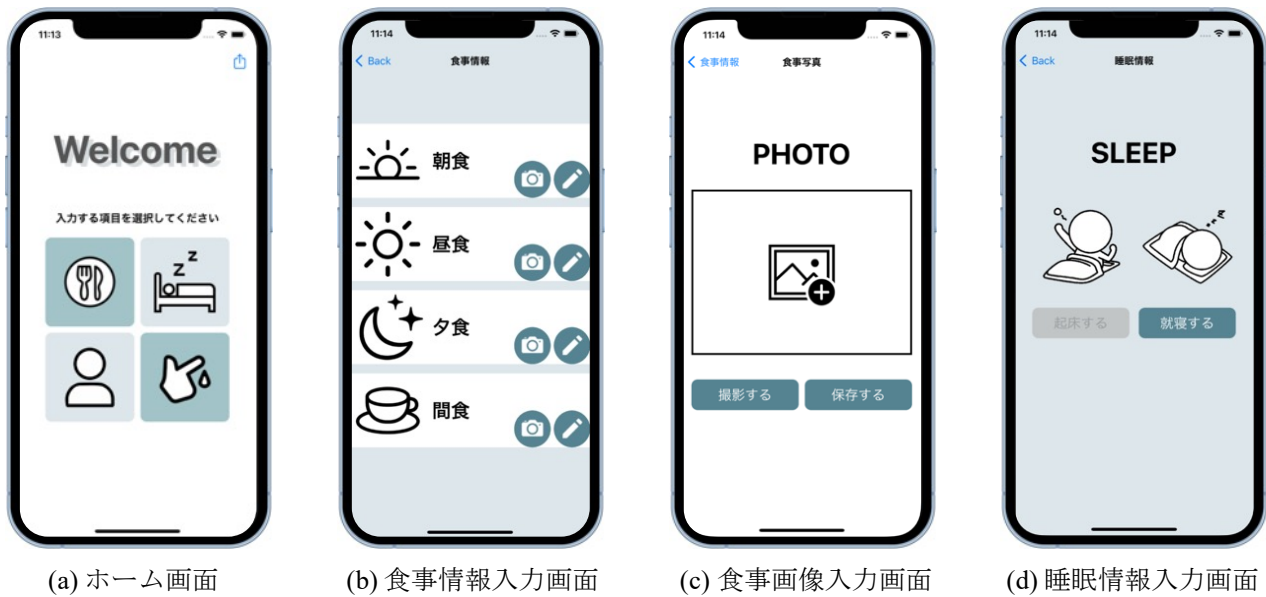 11:13
Welcome
入力する項目を選択してください
z
z
(a) ホーム画面
11:14
Back
食事情報
朝食
昼食
夕食
間食
(b) 食事情報入力画面
11:14
食事情報
食事写真
PHOTO
撮影する
保存する
(c) 食事画像入力画面
11:14
Back
睡眠情報
SLEEP
z
z
起床する
就寝する
(d) 睡眠情報入力画面